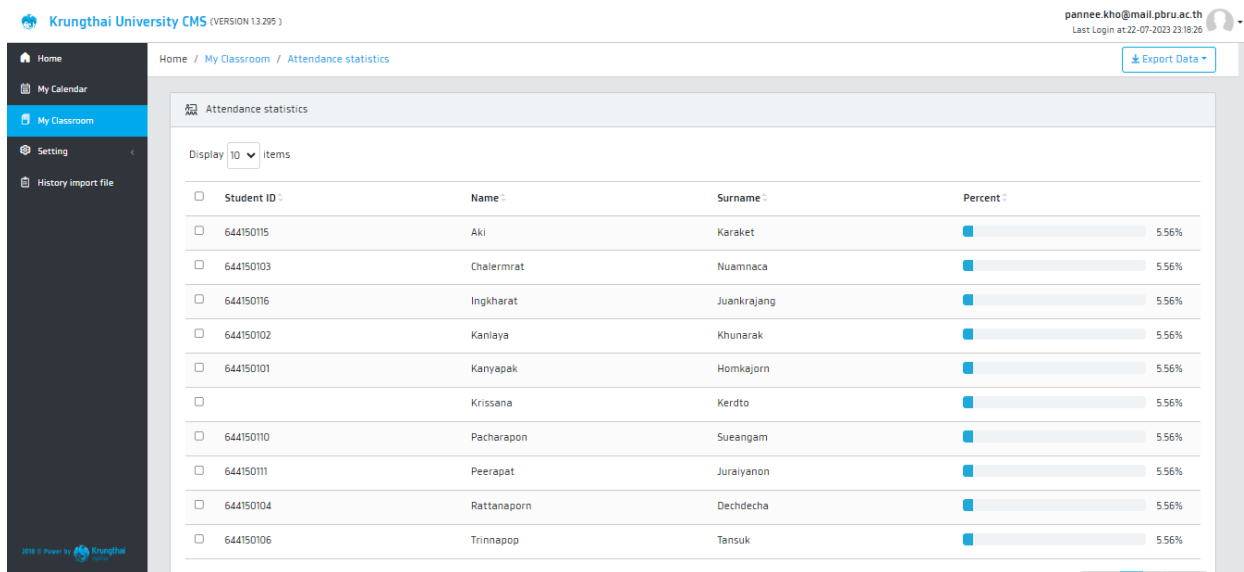 Krungthai University CMS (VERSION 1.3.295 )
pannee.kho@mail.pbru.ac.th
Last Login at:22-07-2023 23:18:26
Home
My Calendar
My Classroom
Setting
History import file
2018 © Power by Krungthai
Home / My Classroom / Attendance statistics
Export Data
Attendance statistics
Display 10 items
Student ID Name Surname Percent
644150115 Aki Karaket 5.56%
644150103 Chalermrat Nuamnaca 5.56%
644150116 Ingkharat Juankrajang 5.56%
644150102 Kanlaya Khunarak 5.56%
644150101 Kanyapak Homkajorn 5.56%
Krissana Kerdto 5.56%
644150110 Pacharapon Sueangam 5.56%
644150111 Peerapat Juraiyanon 5.56%
644150104 Rattanaporn Dechdecha 5.56%
644150106 Trinnapop Tansuk 5.56%